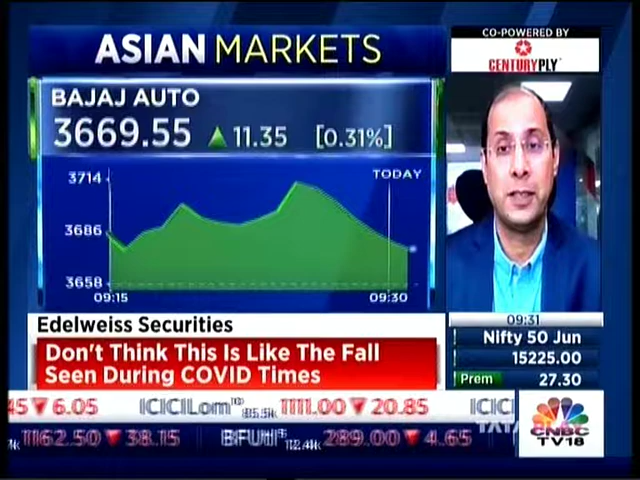 ASIAN MARKETS
CO-POWERED BY
CENTURYPLY
BAJAJ AUTO
3669.55 ▲ 11.35 [0.31%]
3714
TODAY
3686
3658
09:15
09:30
Edelweiss Securities
Don't Think This Is Like The Fall
Seen During COVID Times
09:31
Nifty 50 Jun
15225.00
Prem 27.30
45 ▼ 6.05 ICICILom 85.5k 1111.00 ▼ 20.85 ICIC
1162.50 ▼ 38.15 289.00 ▼ 4.65
CNBC
TV18